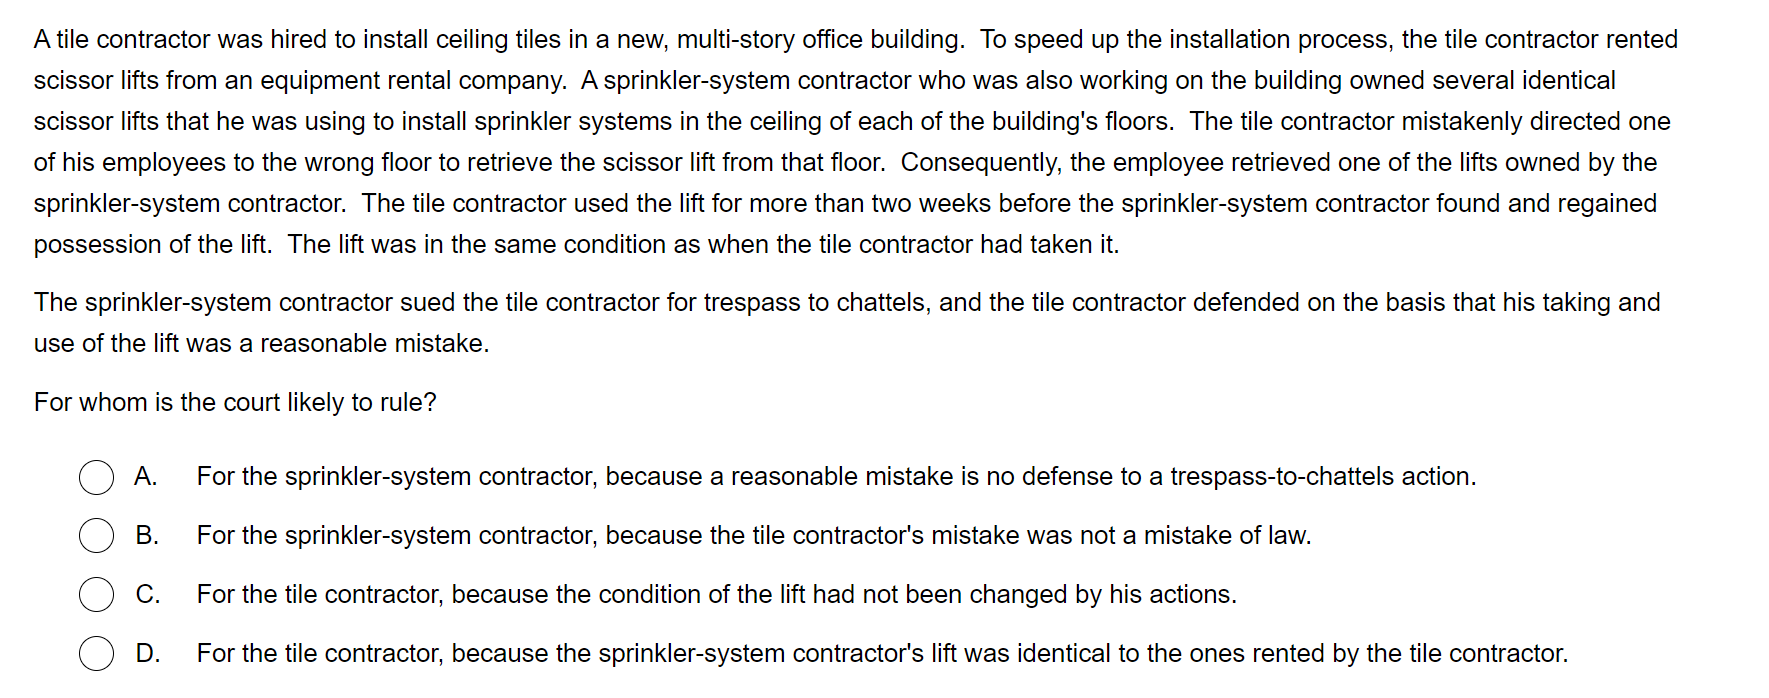 A tile contractor was hired to install ceiling tiles in a new, multi-story office building.  To speed up the installation process, the tile contractor rented
scissor lifts from an equipment rental company.  A sprinkler-system contractor who was also working on the building owned several identical
scissor lifts that he was using to install sprinkler systems in the ceiling of each of the building's floors.  The tile contractor mistakenly directed one
of his employees to the wrong floor to retrieve the scissor lift from that floor.  Consequently, the employee retrieved one of the lifts owned by the
sprinkler-system contractor.  The tile contractor used the lift for more than two weeks before the sprinkler-system contractor found and regained
possession of the lift.  The lift was in the same condition as when the tile contractor had taken it.
The sprinkler-system contractor sued the tile contractor for trespass to chattels, and the tile contractor defended on the basis that his taking and
use of the lift was a reasonable mistake.
For whom is the court likely to rule?
A. For the sprinkler-system contractor, because a reasonable mistake is no defense to a trespass-to-chattels action.
B. For the sprinkler-system contractor, because the tile contractor's mistake was not a mistake of law.
C. For the tile contractor, because the condition of the lift had not been changed by his actions.
D. For the tile contractor, because the sprinkler-system contractor's lift was identical to the ones rented by the tile contractor.